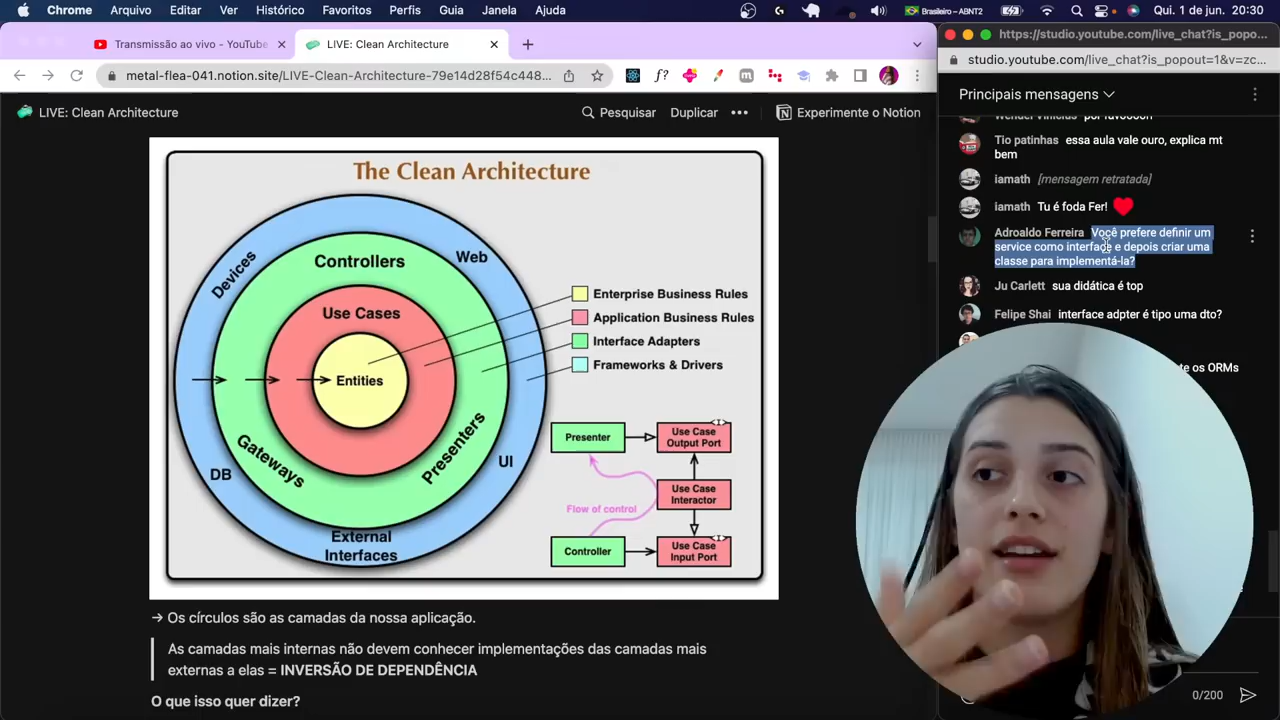 Chrome Arquivo Editar Ver Histórico Favoritos Perfis Guia Janela Ajuda
Brasileiro – ABNT2 Qui. 1 de jun. 20:30
Transmissão ao vivo - YouTube
LIVE: Clean Architecture
metal-flea-041.notion.site/LIVE-Clean-Architecture-79e14d28f54c448...
LIVE: Clean Architecture
Pesquisar Duplicar ••• Experimente o Notion
The Clean Architecture
Devices
Web
Controllers
Use Cases
Entities
Gateways
Presenters
DB
UI
External
Interfaces
Enterprise Business Rules
Application Business Rules
Interface Adapters
Frameworks & Drivers
Presenter
Use Case
Output Port
Use Case
Interactor
Flow of control
Controller
Use Case
Input Port
→ Os círculos são as camadas da nossa aplicação.
As camadas mais internas não devem conhecer implementações das camadas mais
externas a elas = INVERSÃO DE DEPENDÊNCIA
O que isso quer dizer?
https://studio.youtube.com/live_chat?is_popo...
studio.youtube.com/live_chat?is_popout=1&v=zc...
Principais mensagens
Wender Vinicius por favoooori
Tio patinhas essa aula vale ouro, explica mt
bem
iamath [mensagem retratada]
iamath Tu é foda Fer! ❤️
Adroaldo Ferreira Você prefere definir um
service como interface e depois criar uma
classe para implementá-la?
Ju Carlett sua didática é top
Felipe Shai interface adpter é tipo uma dto?
te os ORMs
0/200